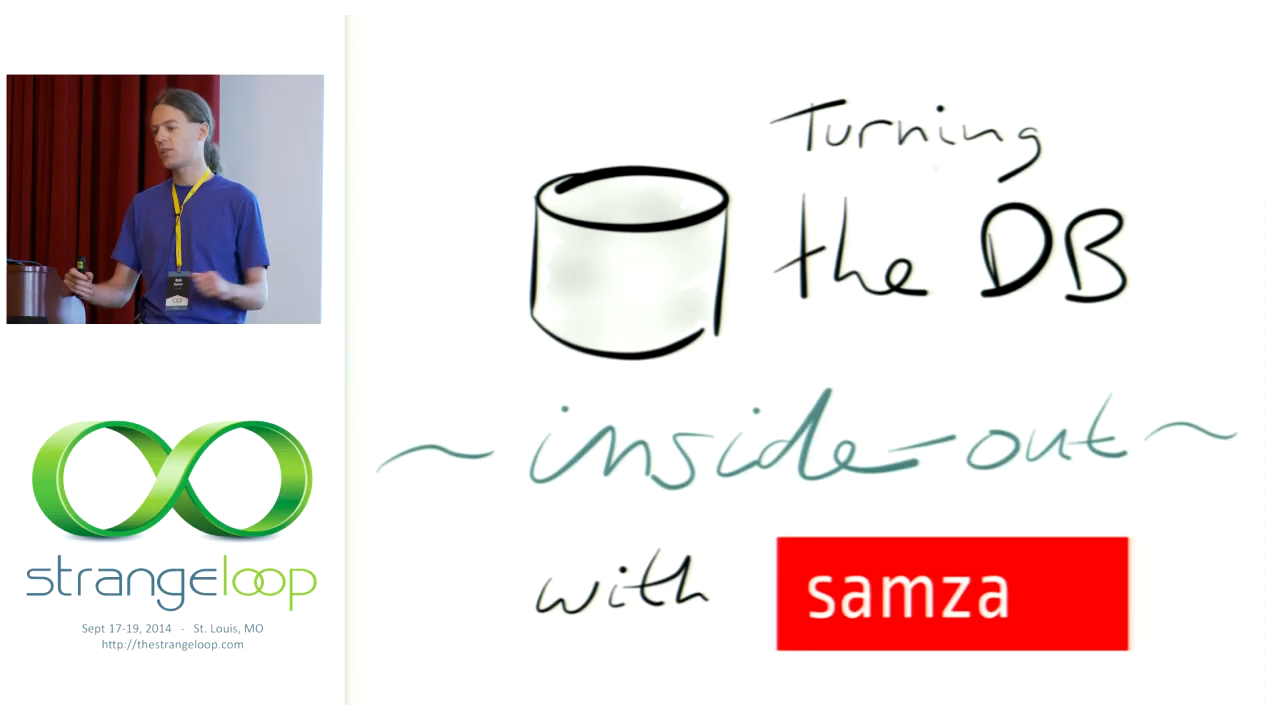 Turning
the DB
~ inside-out ~
with samza
strangeloop
Sept 17-19, 2014 - St. Louis, MO
http://thestrangeloop.com